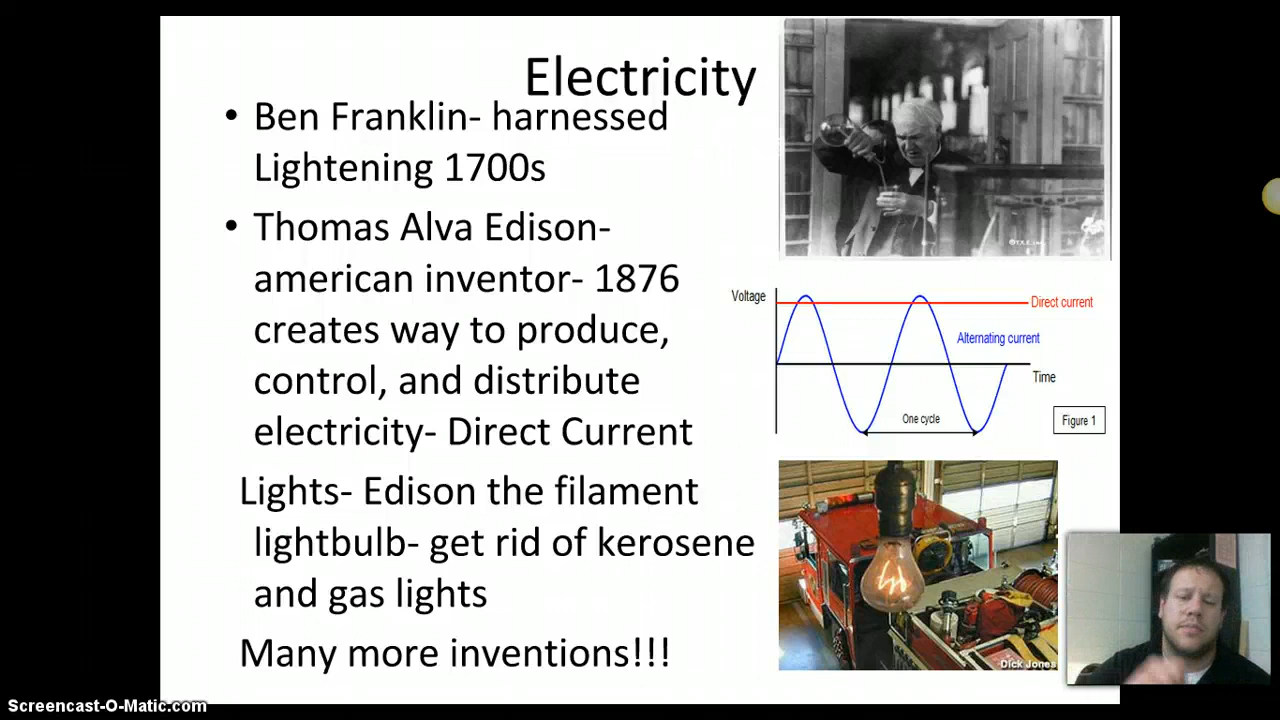 Electricity
• Ben Franklin- harnessed
Lightening 1700s
• Thomas Alva Edison-
american inventor- 1876
creates way to produce,
control, and distribute
electricity- Direct Current
Lights- Edison the filament
lightbulb- get rid of kerosene
and gas lights
Many more inventions!!!
Voltage
Direct current
Alternating current
Time
One cycle
Figure 1
Dick Jones
Screencast-O-Matic.com